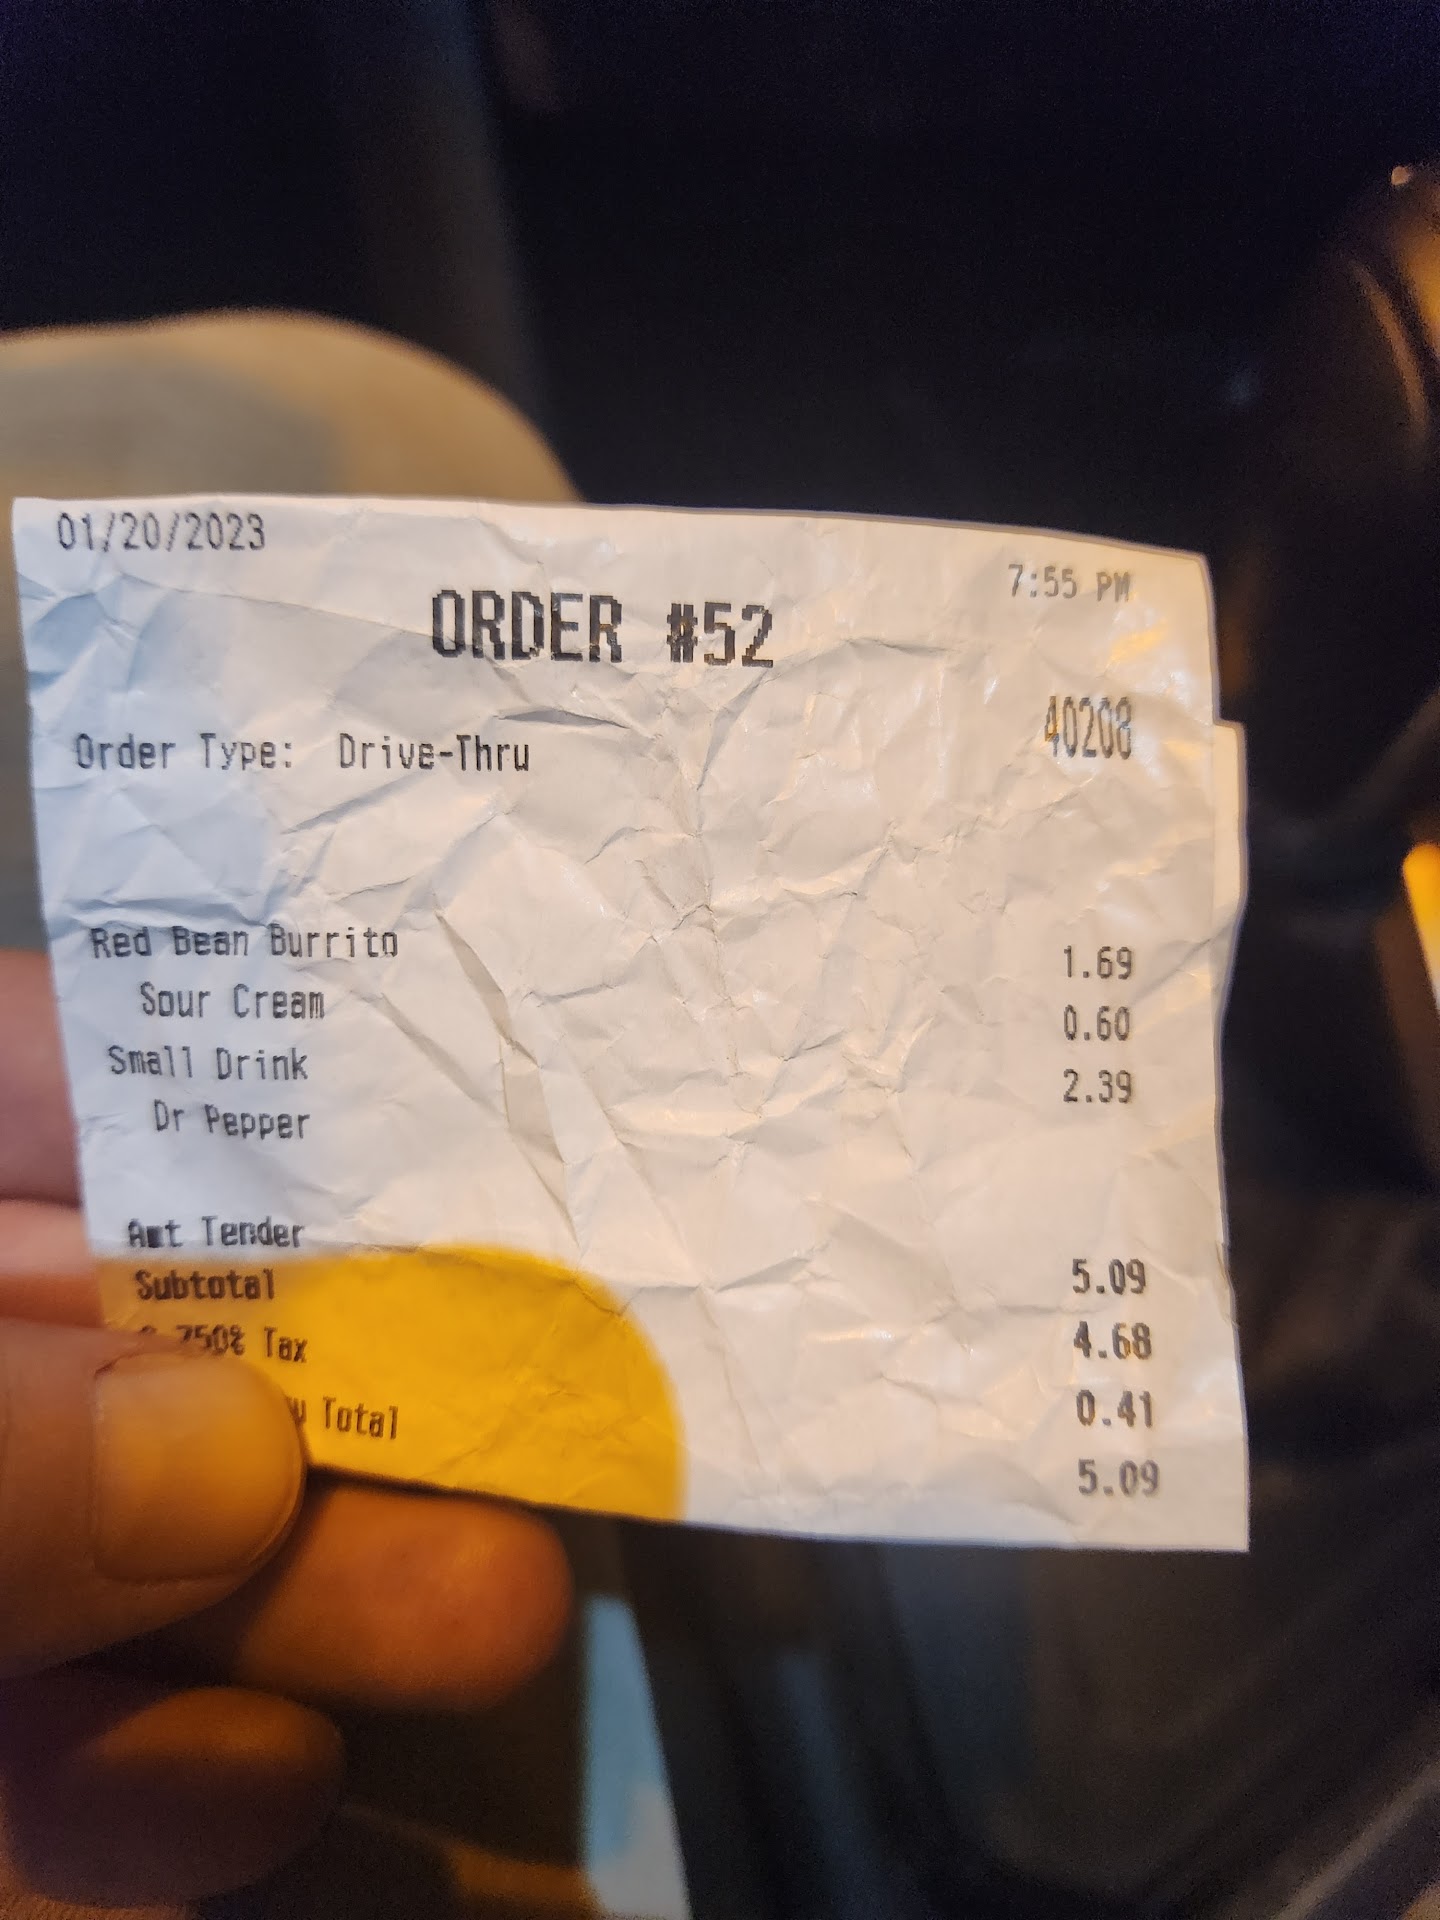 01/20/2023 7:55 PM
ORDER #52
40208
Order Type: Drive-Thru
Red Bean Burrito 1.69
Sour Cream 0.60
Small Drink 2.39
Dr Pepper
Amt Tender 5.09
Subtotal 4.68
Tax 0.41
Total 5.09